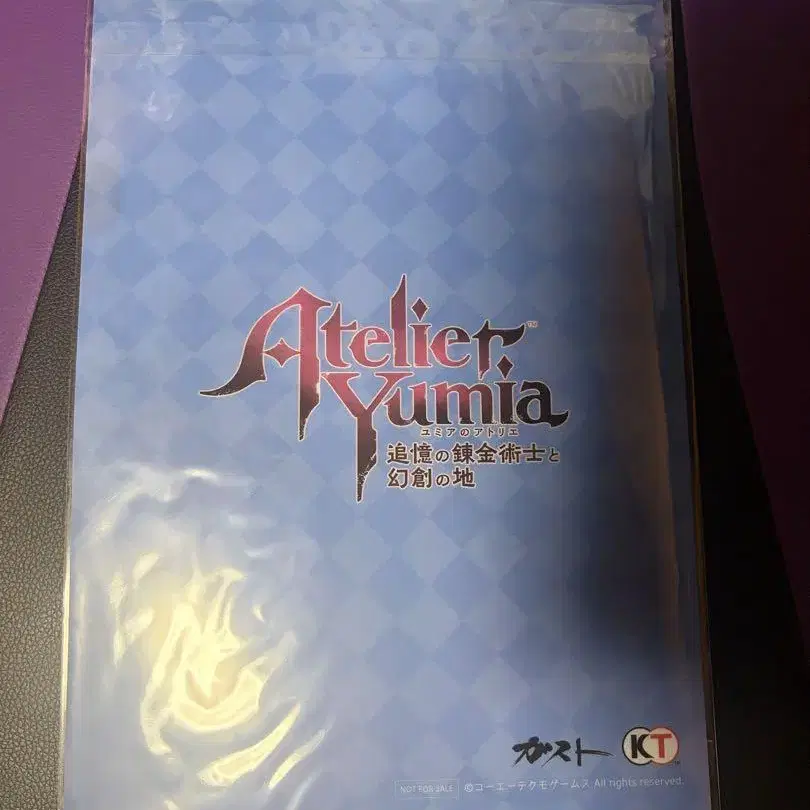 Atelier™
Yumia
ユミアのアトリエ
追憶の錬金術士と
幻創の地
ガスト KT
NOT FOR SALE ©コーエーテクモゲームス All rights reserved.